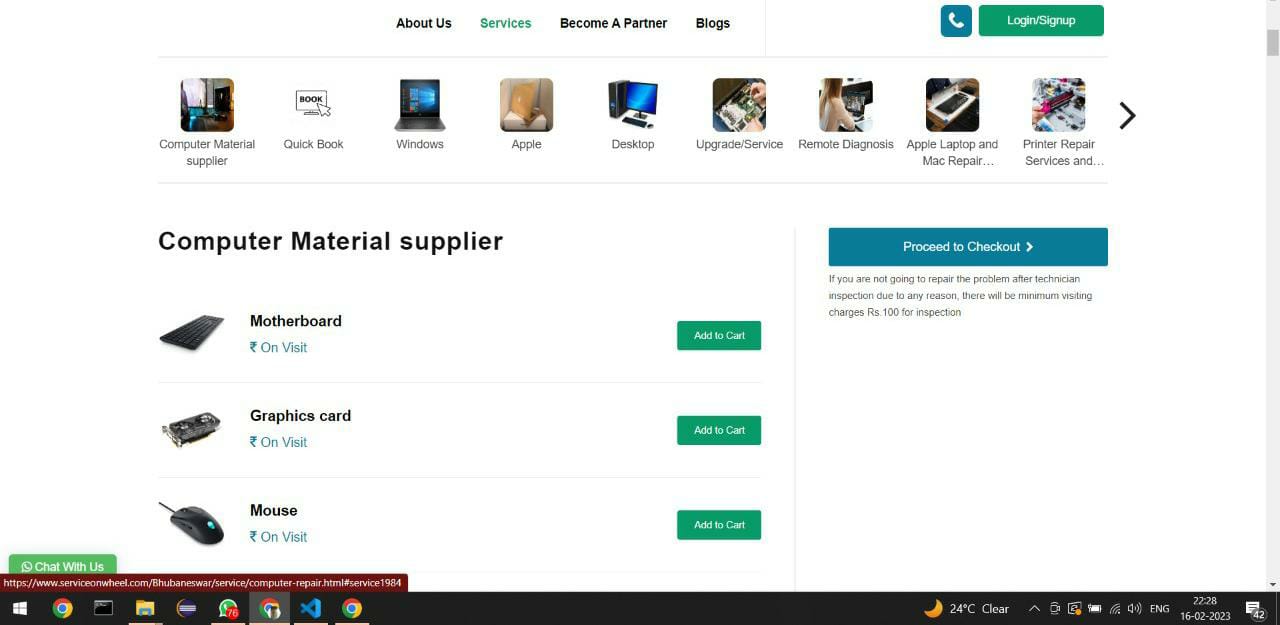 About Us
Services
Become A Partner
Blogs
Login/Signup
Computer Material
supplier
BOOK
Quick Book
Windows
Apple
Desktop
Upgrade/Service
Remote Diagnosis
Apple Laptop and
Mac Repair…
Printer Repair
Services and…
Computer Material supplier
Proceed to Checkout
If you are not going to repair the problem after technician
inspection due to any reason, there will be minimum visiting
charges Rs.100 for inspection
Motherboard
₹ On Visit
Add to Cart
Graphics card
₹ On Visit
Add to Cart
Mouse
₹ On Visit
Add to Cart
Chat With Us
https://www.serviceonwheel.com/Bhubaneswar/service/computer-repair.html#service1984
76
24°C Clear
ENG
22:28
16-02-2023
42